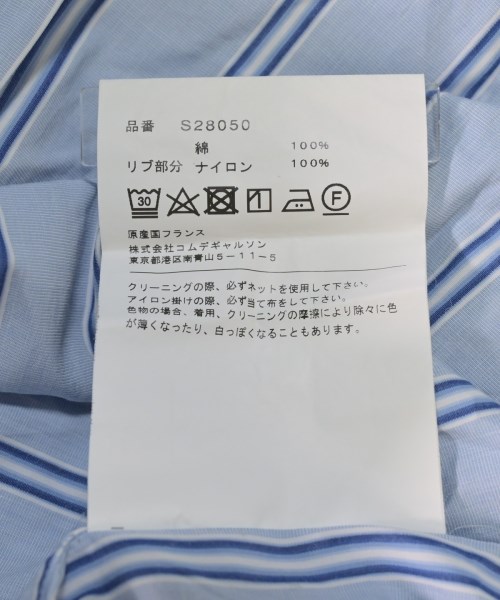 品番 S28050
綿 100%
リブ部分 ナイロン 100%
30 F
原産国フランス
株式会社コムデギャルソン
東京都港区南青山5-11-5
クリーニングの際、必ずネットを使用して下さい。
アイロン掛けの際、必ず当て布をして下さい。
色物の場合、着用、クリーニングの摩擦により除々に色
が薄くなったり、白っぽくなることもあります。